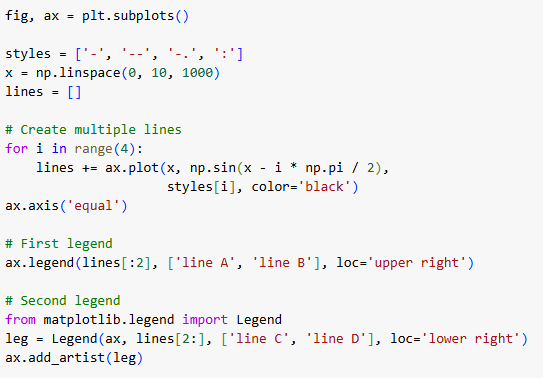 fig, ax = plt.subplots()
styles = ['-', '--', '-.', ':']
x = np.linspace(0, 10, 1000)
lines = []
# Create multiple lines
for i in range(4):
    lines += ax.plot(x, np.sin(x - i * np.pi / 2),
                     styles[i], color='black')
ax.axis('equal')
# First legend
ax.legend(lines[:2], ['line A', 'line B'], loc='upper right')
# Second legend
from matplotlib.legend import Legend
leg = Legend(ax, lines[2:], ['line C', 'line D'], loc='lower right')
ax.add_artist(leg)